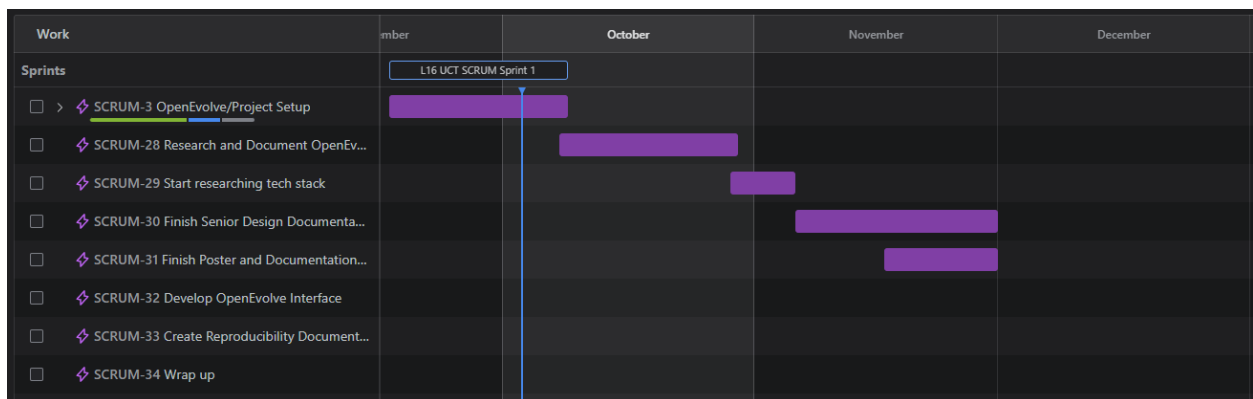 Work
mber
October
November
December
Sprints
L16 UCT SCRUM Sprint 1
SCRUM-3 OpenEvolve/Project Setup
SCRUM-28 Research and Document OpenEv...
SCRUM-29 Start researching tech stack
SCRUM-30 Finish Senior Design Documenta...
SCRUM-31 Finish Poster and Documentation...
SCRUM-32 Develop OpenEvolve Interface
SCRUM-33 Create Reproducibility Document...
SCRUM-34 Wrap up